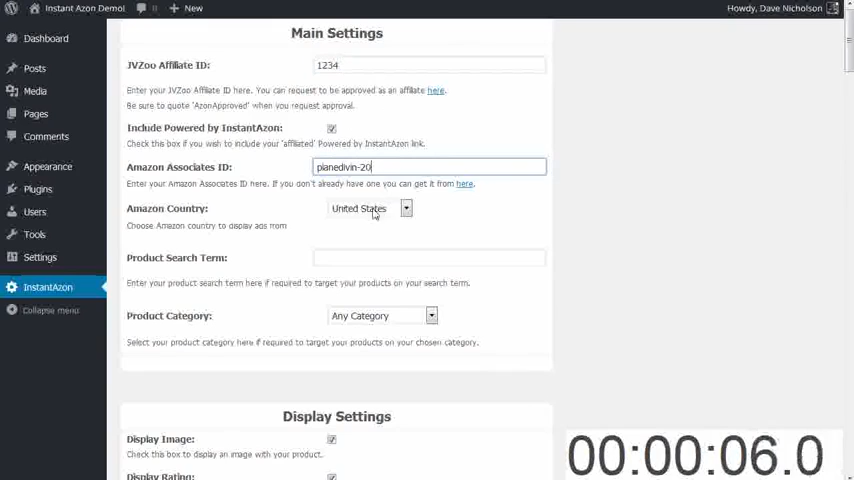 Instant Azon Demo!
0
New
Howdy, Dave Nicholson
Dashboard
Posts
Media
Pages
Comments
Appearance
Plugins
Users
Tools
Settings
InstantAzon
Collapse menu
Main Settings
JVZoo Affiliate ID:
1234
Enter your JVZoo Affiliate ID here. You can request to be approved as an affiliate here.
Be sure to quote 'AzonApproved' when you request approval.
Include Powered by InstantAzon:
Check this box if you wish to include your 'affiliated' Powered by InstantAzon link.
Amazon Associates ID:
planedivin-20
Enter your Amazon Associates ID here. If you don't already have one you can get it from here.
Amazon Country:
United States
Choose Amazon country to display ads from
Product Search Term:
Enter your product search term here if required to target your products on your search term.
Product Category:
Any Category
Select your product category here if required to target your products on your chosen category.
Display Settings
Display Image:
Check this box to display an image with your product.
Display Rating:
00:00:06.0